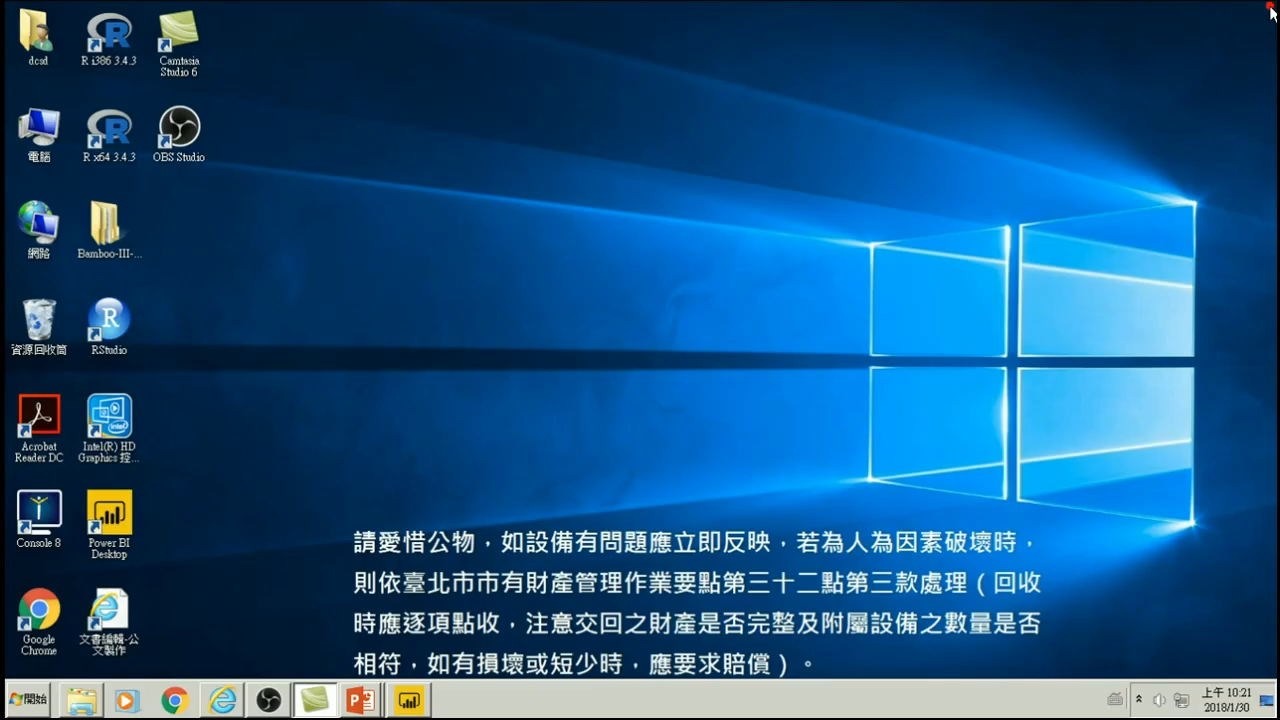 dcsd
R i386 3.4.3
Camtasia
Studio 6
電腦
R x64 3.4.3
OBS Studio
網路
Bamboo-III-...
資源回收筒
RStudio
Acrobat
Reader DC
Intel(R) HD
Graphics 控...
Console 8
Power BI
Desktop
Google
Chrome
文書編輯-公
文製作
請愛惜公物，如設備有問題應立即反映，若為人為因素破壞時，
則依臺北市市有財產管理作業要點第三十二點第三款處理（回收
時應逐項點收，注意交回之財產是否完整及附屬設備之數量是否
相符，如有損壞或短少時，應要求賠償）。
開始
上午 10:21
2018/1/30